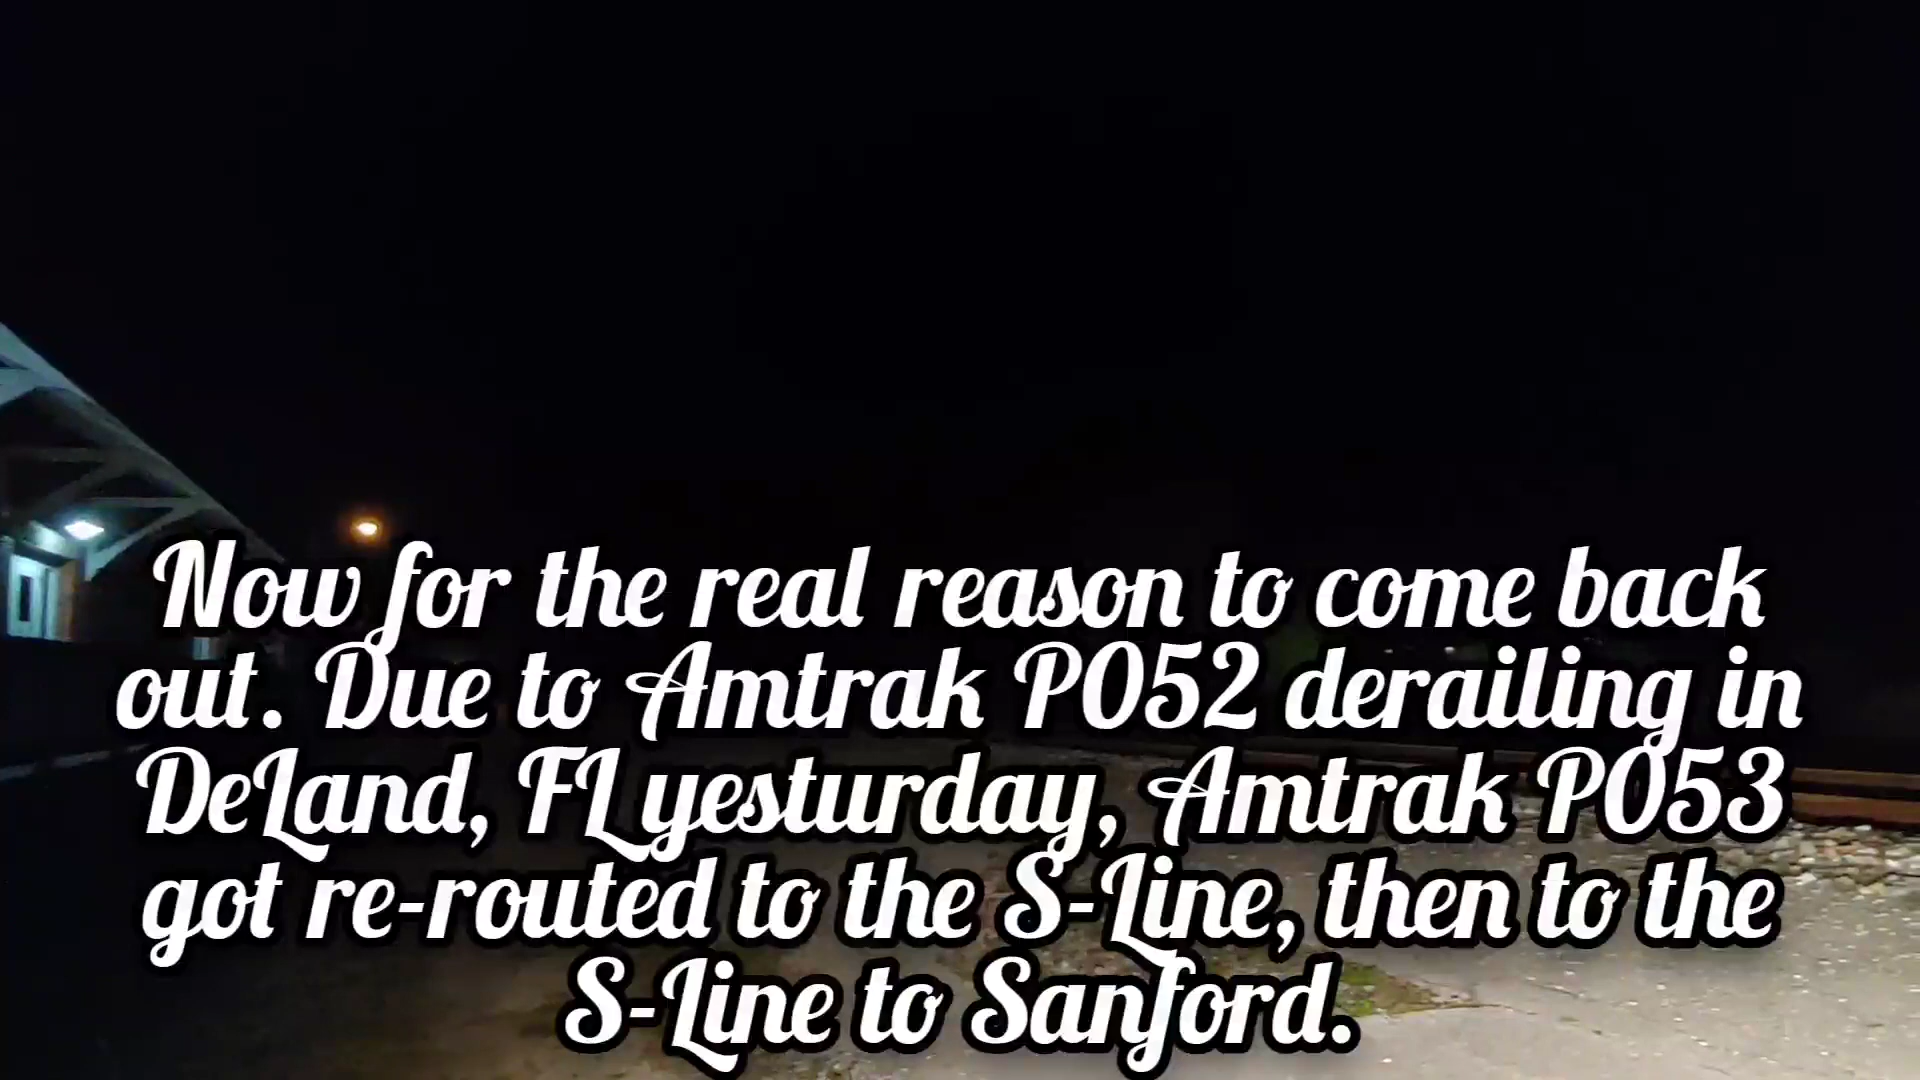 Now for the real reason to come back
out. Due to Amtrak P052 derailing in
DeLand, FL yesturday, Amtrak P053
got re-routed to the S-Line, then to the
S-Line to Sanford.